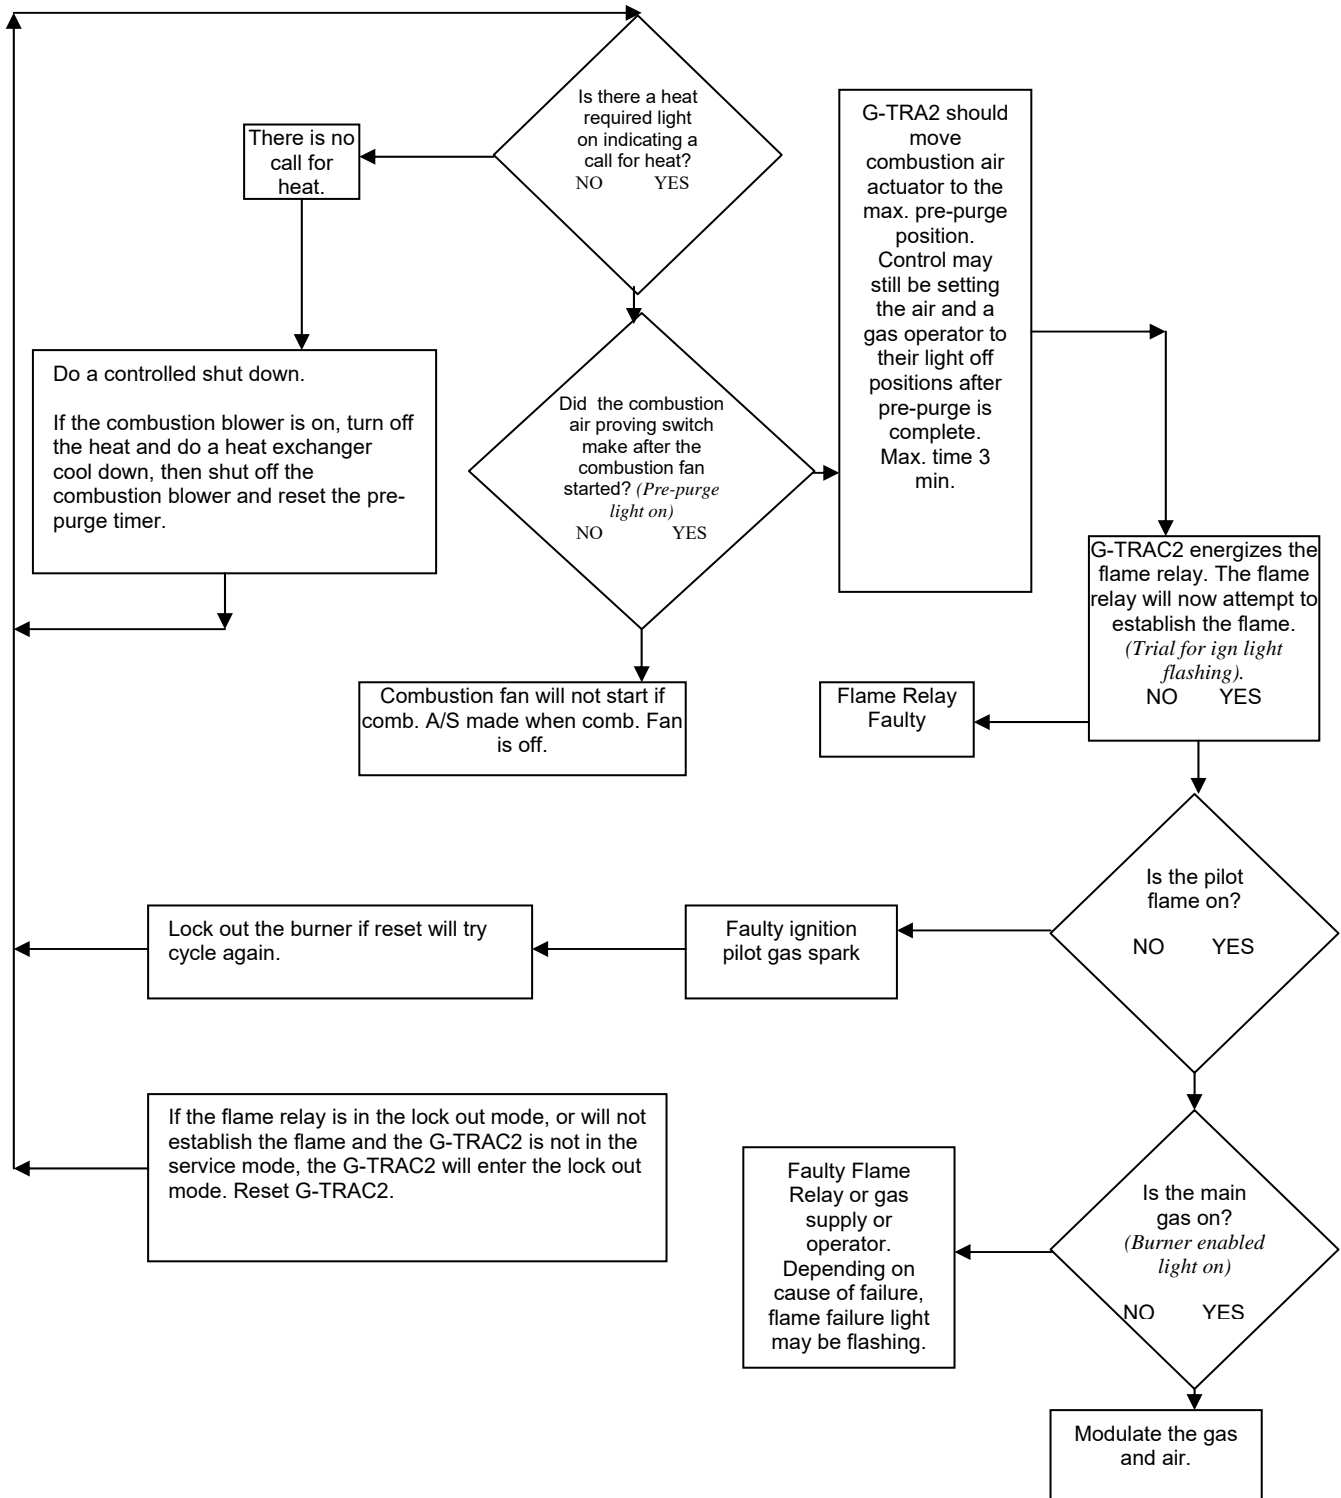 Is there a heat
required light
on indicating a
call for heat?
NO YES
There is no
call for
heat.
G-TRA2 should
move
combustion air
actuator to the
max. pre-purge
position.
Control may
still be setting
the air and a
gas operator to
their light off
positions after
pre-purge is
complete.
Max. time 3
min.
Do a controlled shut down.
If the combustion blower is on, turn off
the heat and do a heat exchanger
cool down, then shut off the
combustion blower and reset the pre-
purge timer.
Did the combustion
air proving switch
make after the
combustion fan
started? (Pre-purge
light on)
NO YES
G-TRAC2 energizes the
flame relay. The flame
relay will now attempt to
establish the flame.
(Trial for ign light
flashing).
NO YES
Combustion fan will not start if
comb. A/S made when comb. Fan
is off.
Flame Relay
Faulty
Is the pilot
flame on?
NO YES
Faulty ignition
pilot gas spark
Lock out the burner if reset will try
cycle again.
If the flame relay is in the lock out mode, or will not
establish the flame and the G-TRAC2 is not in the
service mode, the G-TRAC2 will enter the lock out
mode. Reset G-TRAC2.
Faulty Flame
Relay or gas
supply or
operator.
Depending on
cause of failure,
flame failure light
may be flashing.
Is the main
gas on?
(Burner enabled
light on)
NO YES
Modulate the gas
and air.